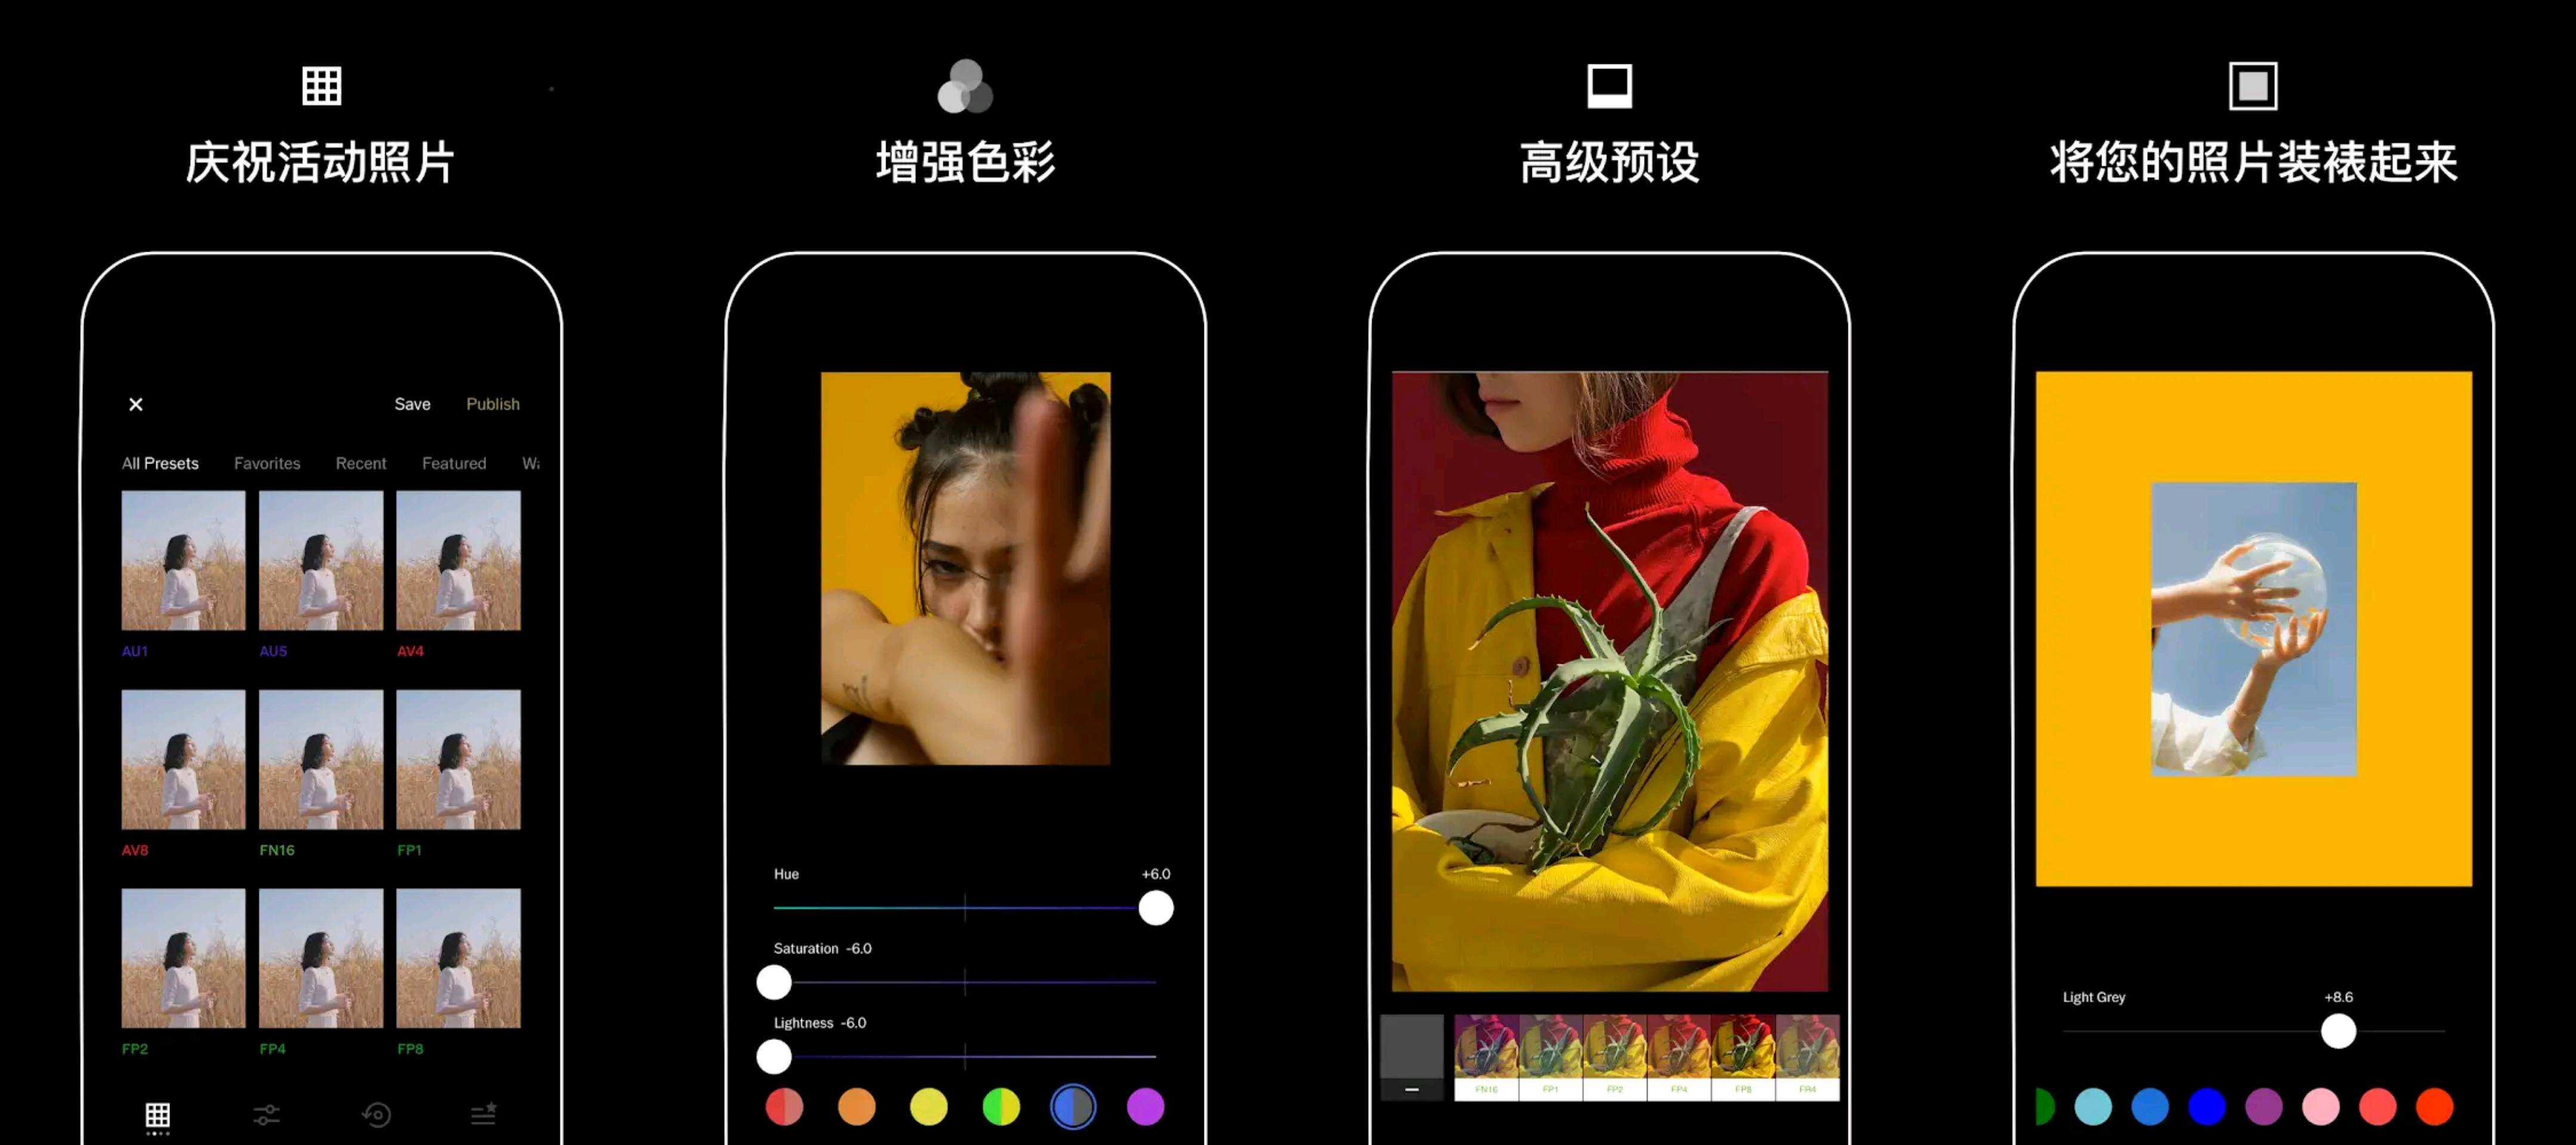 庆祝活动照片
Save Publish
All Presets Favorites Recent Featured
AU1 AU5 AV4
AV8 FN16 FP1
FP2 FP4 FP8
增强色彩
Hue +6.0
Saturation -6.0
Lightness -6.0
高级预设
FN16 FP1 FP2 FP4 FP8 FR4
将您的照片装裱起来
Light Grey +8.6